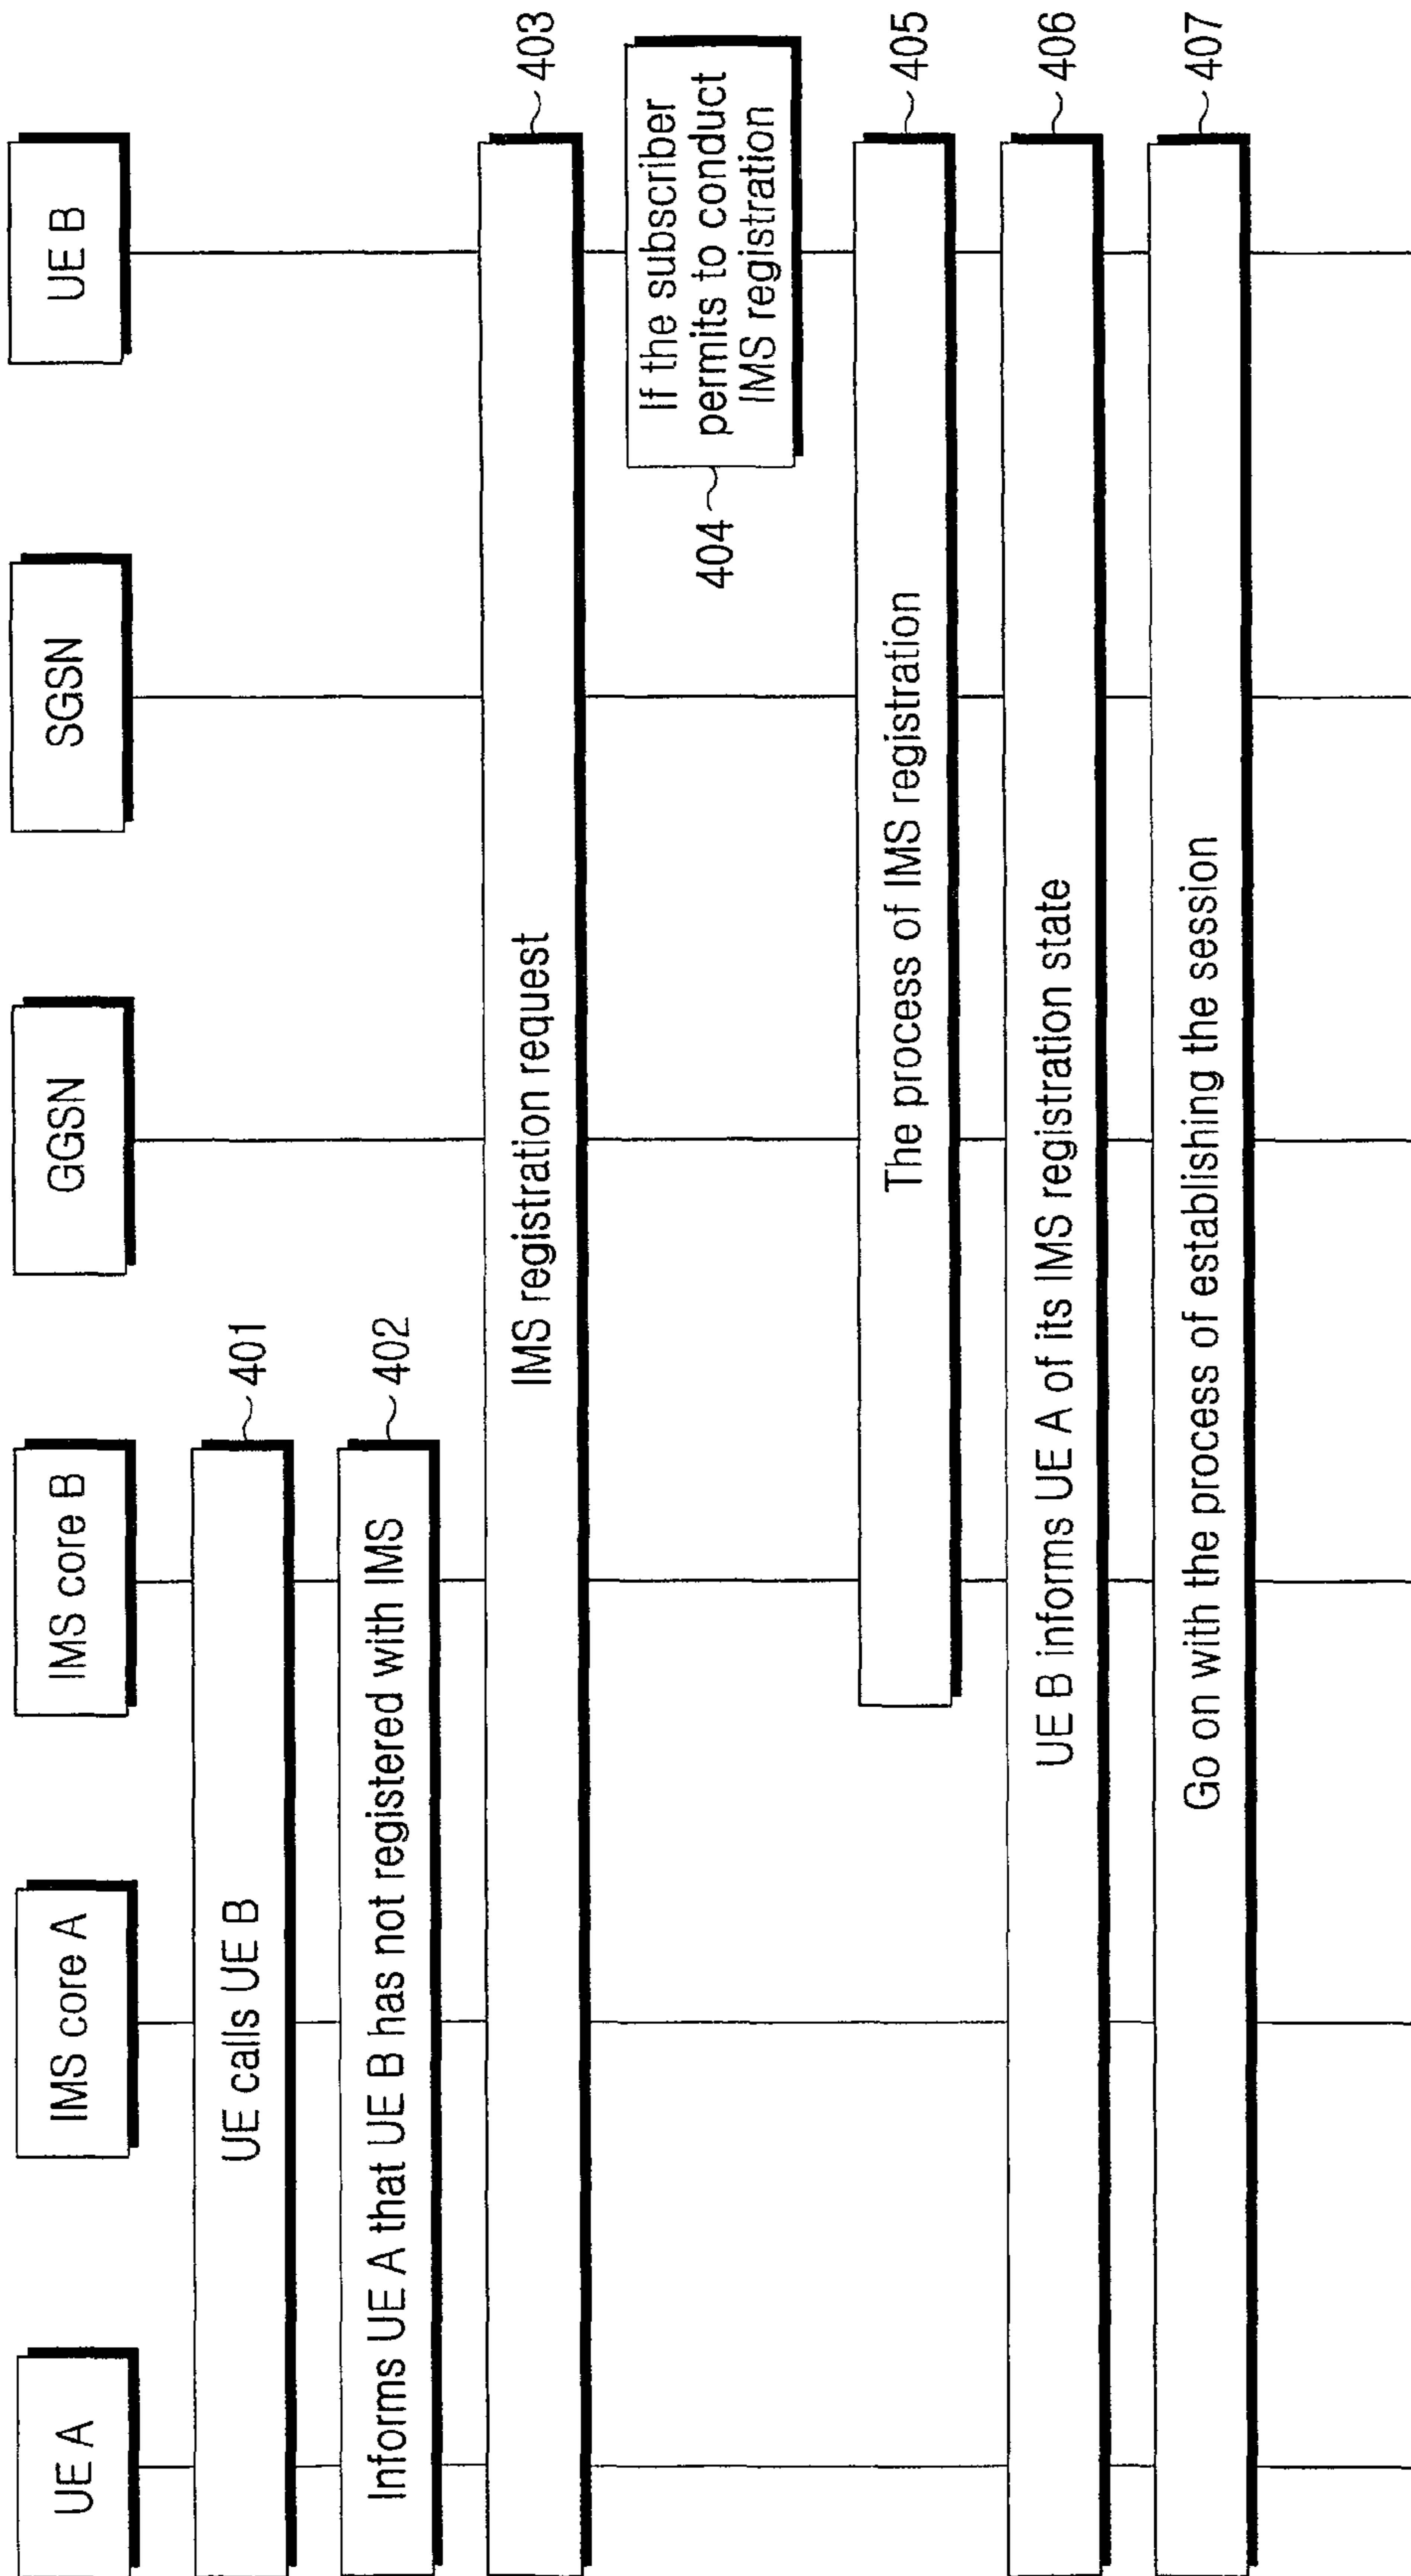 UE A
IMS core A
IMS core B
GGSN
SGSN
UE B
UE calls UE B
401
Informs UE A that UE B has not registered with IMS
402
IMS registration request
403
404
If the subscriber
permits to conduct
IMS registration
The process of IMS registration
405
UE B informs UE A of its IMS registration state
406
Go on with the process of establishing the session
407